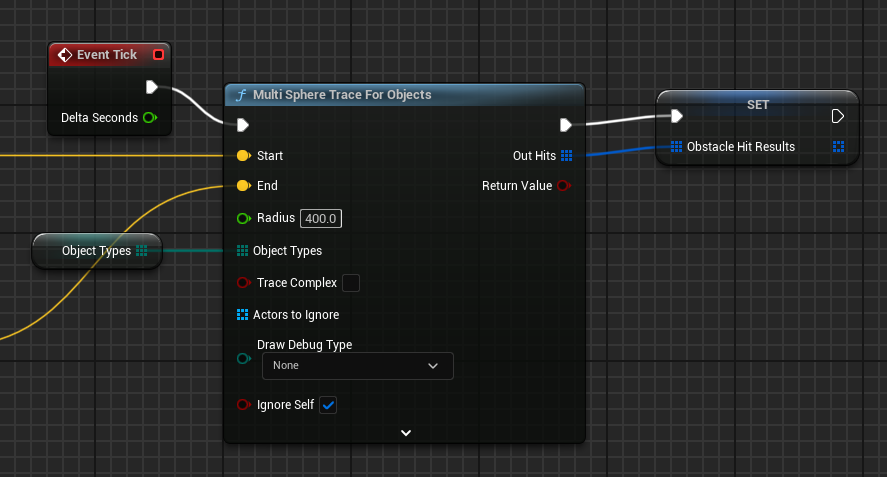 Event Tick
Delta Seconds
Multi Sphere Trace For Objects
Start
Out Hits
End
Return Value
Radius 400.0
Object Types
Object Types
Trace Complex
Actors to Ignore
Draw Debug Type
None
Ignore Self
SET
Obstacle Hit Results